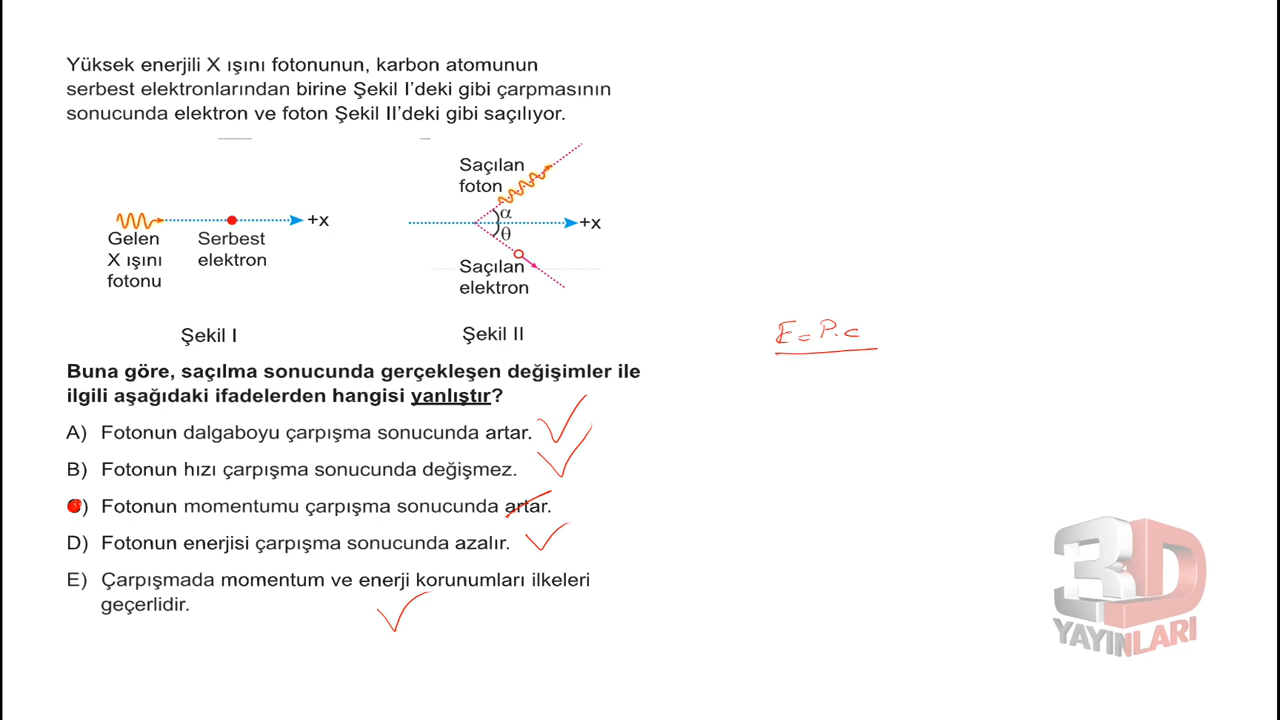 Yüksek enerjili X ışını fotonunun, karbon atomunun
serbest elektronlarından birine Şekil I'deki gibi çarpmasının
sonucunda elektron ve foton Şekil II'deki gibi saçılıyor.
Gelen
X ışını
fotonu
Serbest
elektron
+x
Şekil I
Saçılan
foton
α
θ
+x
Saçılan
elektron
Şekil II
E = P.c
Buna göre, saçılma sonucunda gerçekleşen değişimler ile
ilgili aşağıdaki ifadelerden hangisi yanlıştır?
A) Fotonun dalgaboyu çarpışma sonucunda artar.
B) Fotonun hızı çarpışma sonucunda değişmez.
) Fotonun momentumu çarpışma sonucunda artar.
D) Fotonun enerjisi çarpışma sonucunda azalır.
E) Çarpışmada momentum ve enerji korunumları ilkeleri
geçerlidir.
3D
YAYINLARI